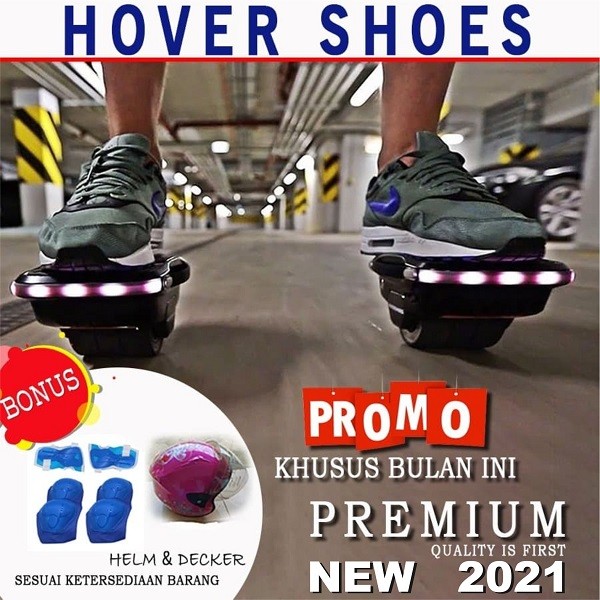 HOVER SHOES
BONUS
PROMO
KHUSUS BULAN INI
PREMIUM
QUALITY IS FIRST
HELM & DECKER
SESUAI KETERSEDIAAN BARANG
NEW 2021